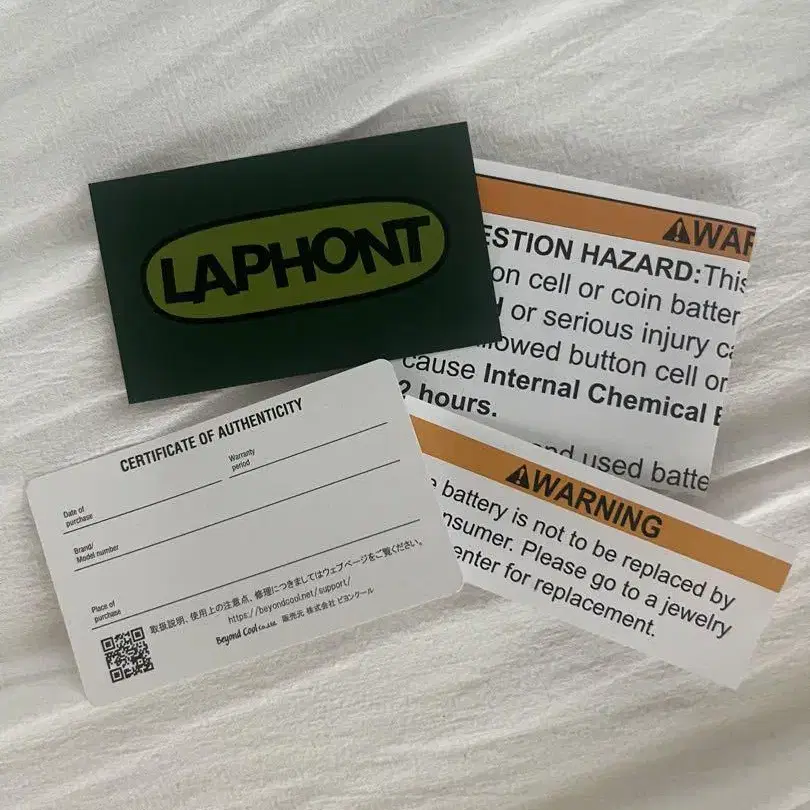 LAPHONT
WAR
ESTION HAZARD: This
on cell or coin batter
or serious injury ca
lowed button cell or
cause Internal Chemical B
2 hours.
and used batte
CERTIFICATE OF AUTHENTICITY
Date of
purchase
Warranty
period
Brand/
Model number
Place of
purchase
取扱説明、使用上の注意点、修理につきましてはウェブページをご覧ください。
https://beyondcool.net/support/
Beyond Cool Co.,Ltd. 販売元 株式会社 ビヨンクール
WARNING
e battery is not to be replaced by
nsumer. Please go to a jewelry
enter for replacement.